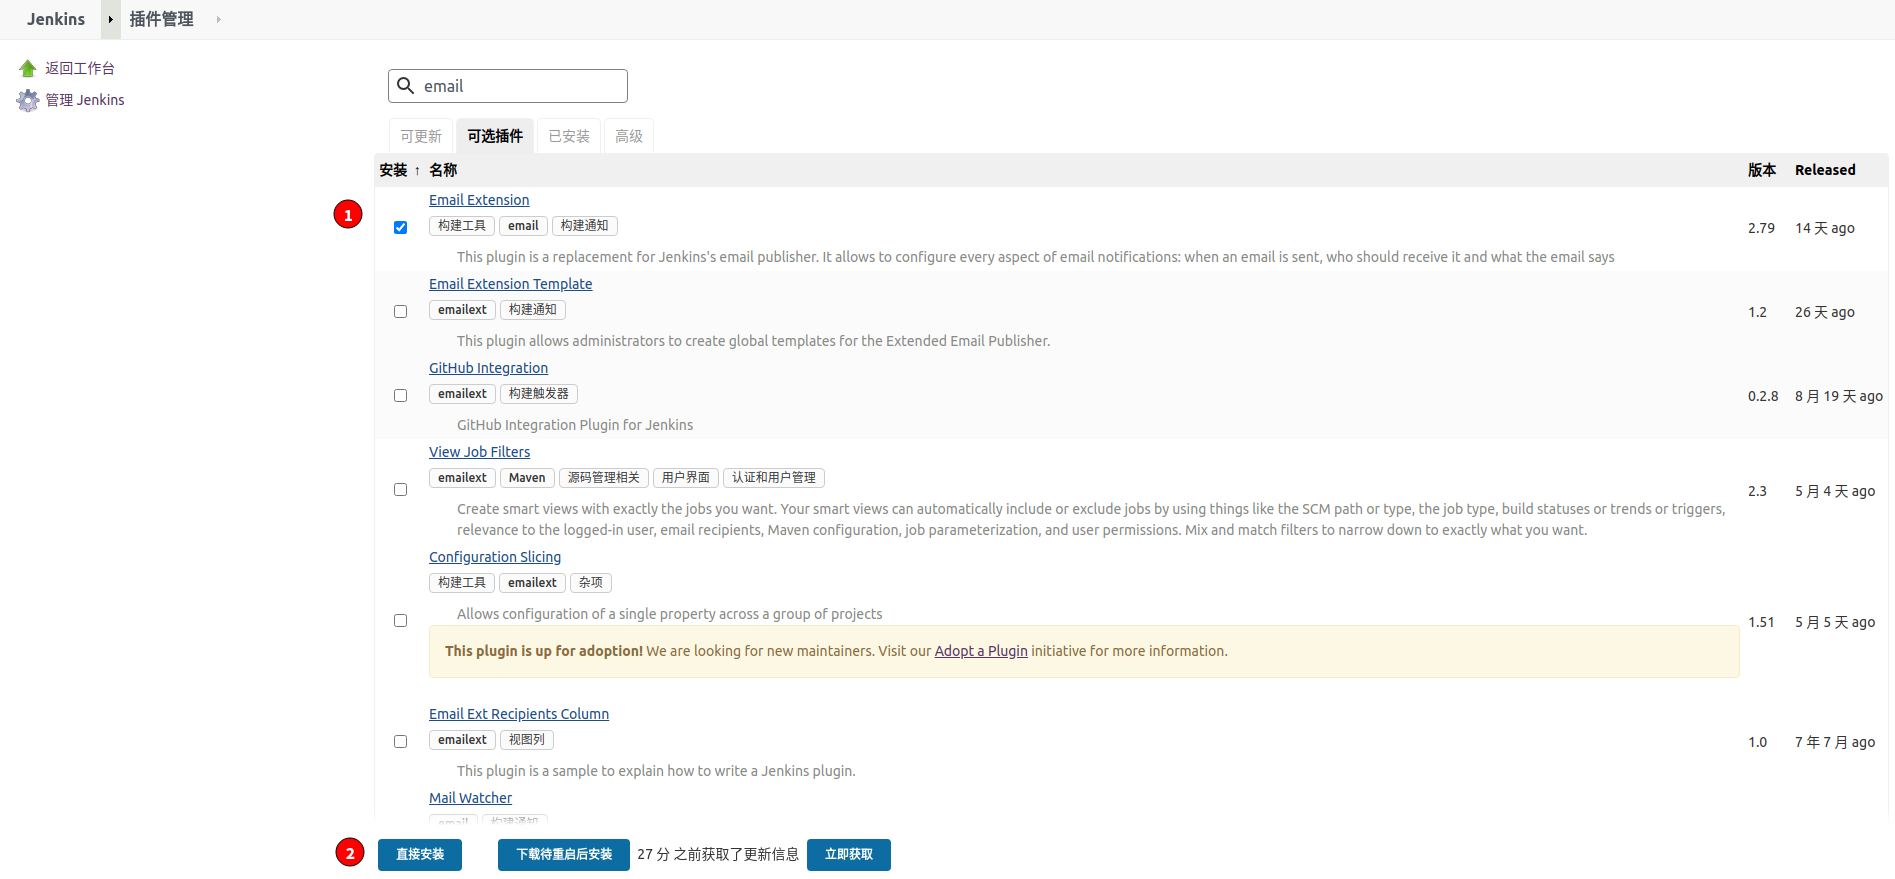 Jenkins 插件管理
返回工作台
管理 Jenkins
email
可更新 可选插件 已安装 高级
安装 ↑ 名称 版本 Released
1
Email Extension
构建工具 email 构建通知
2.79 14 天 ago
This plugin is a replacement for Jenkins's email publisher. It allows to configure every aspect of email notifications: when an email is sent, who should receive it and what the email says
Email Extension Template
emailext 构建通知
1.2 26 天 ago
This plugin allows administrators to create global templates for the Extended Email Publisher.
GitHub Integration
emailext 构建触发器
0.2.8 8 月 19 天 ago
GitHub Integration Plugin for Jenkins
View Job Filters
emailext Maven 源码管理相关 用户界面 认证和用户管理
2.3 5 月 4 天 ago
Create smart views with exactly the jobs you want. Your smart views can automatically include or exclude jobs by using things like the SCM path or type, the job type, build statuses or trends or triggers,
relevance to the logged-in user, email recipients, Maven configuration, job parameterization, and user permissions. Mix and match filters to narrow down to exactly what you want.
Configuration Slicing
构建工具 emailext 杂项
Allows configuration of a single property across a group of projects
1.51 5 月 5 天 ago
This plugin is up for adoption! We are looking for new maintainers. Visit our Adopt a Plugin initiative for more information.
Email Ext Recipients Column
emailext 视图列
1.0 7 年 7 月 ago
This plugin is a sample to explain how to write a Jenkins plugin.
Mail Watcher
email 构建通知
2
直接安装 下载待重启后安装 27 分 之前获取了更新信息 立即获取